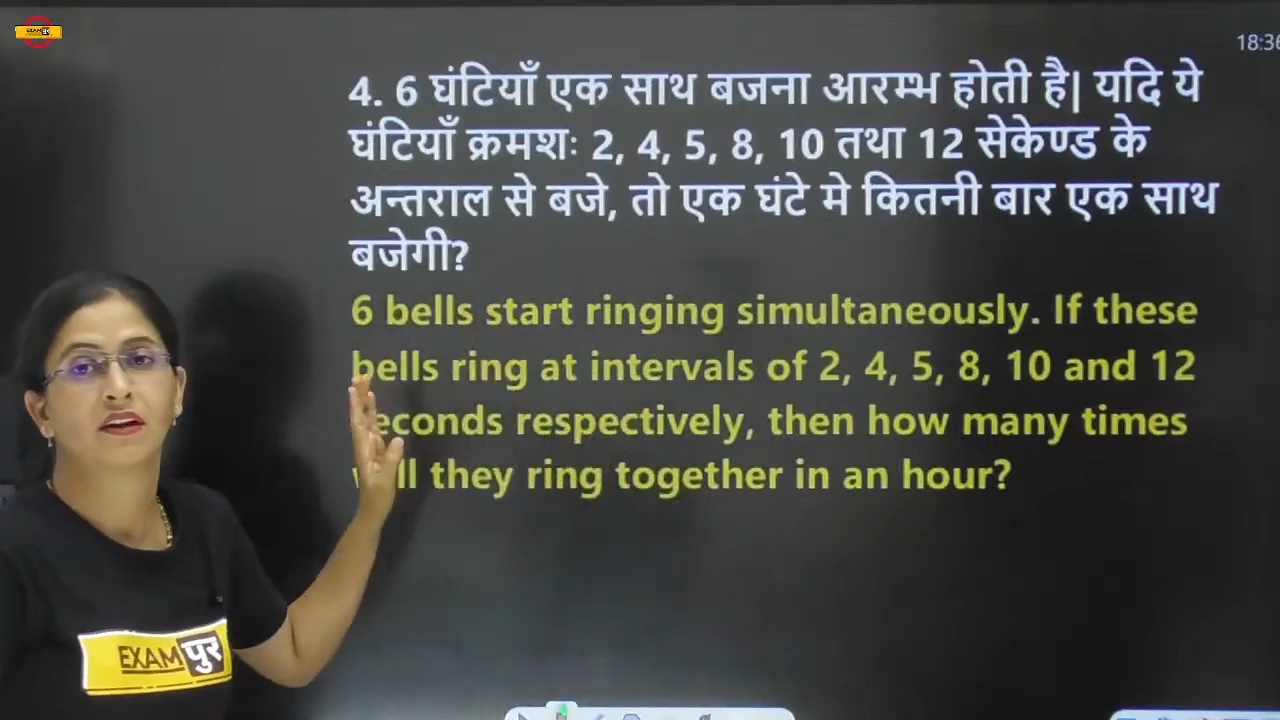 EXAMपुर
18:36
4. 6 घंटियाँ एक साथ बजना आरम्भ होती है| यदि ये
घंटियाँ क्रमशः 2, 4, 5, 8, 10 तथा 12 सेकेण्ड के
अन्तराल से बजे, तो एक घंटे मे कितनी बार एक साथ
बजेगी?
6 bells start ringing simultaneously. If these
bells ring at intervals of 2, 4, 5, 8, 10 and 12
econds respectively, then how many times
ll they ring together in an hour?
EXAMपुर